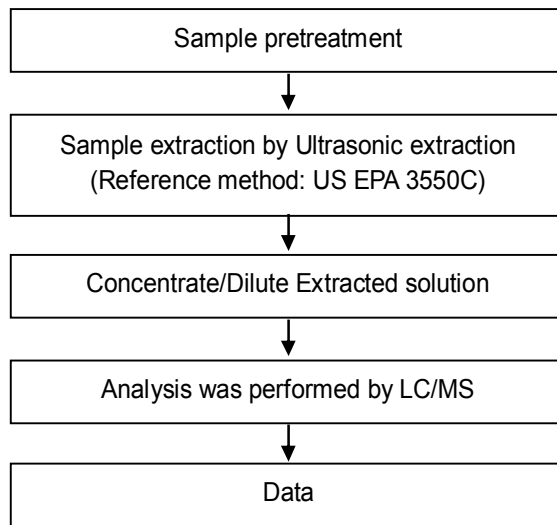 Sample pretreatment
Sample extraction by Ultrasonic extraction
(Reference method: US EPA 3550C)
Concentrate/Dilute Extracted solution
Analysis was performed by LC/MS
Data